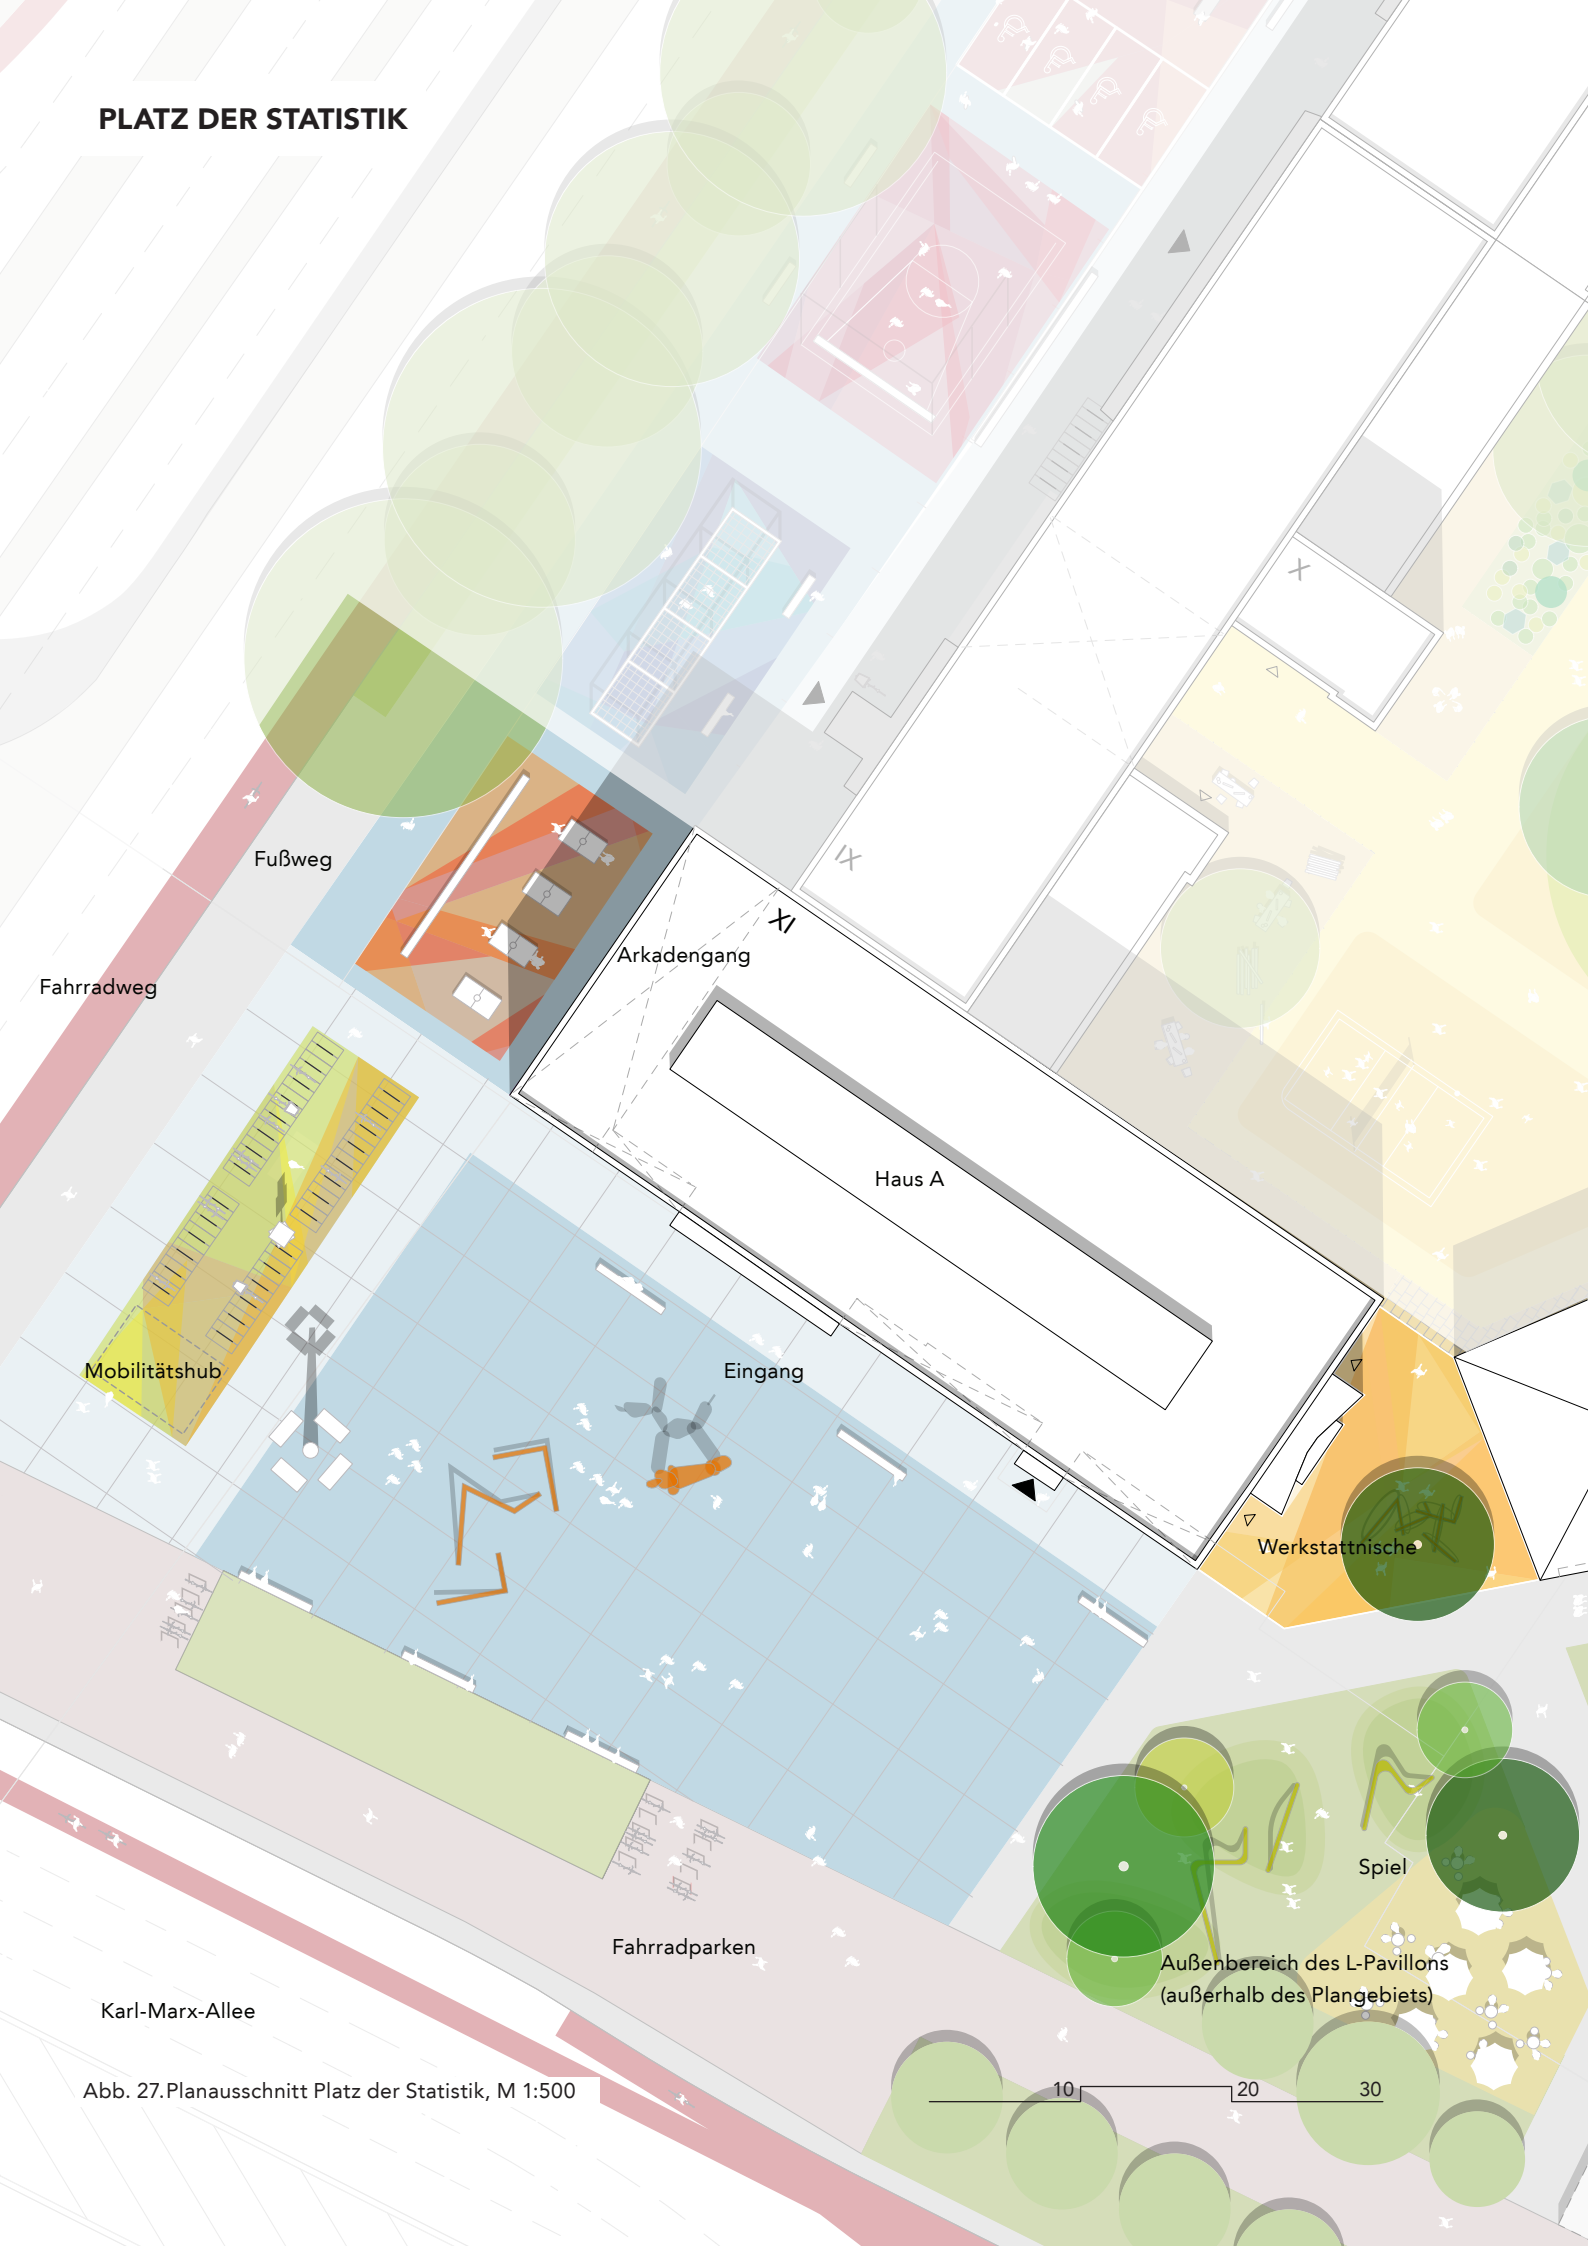 PLATZ DER STATISTIK
X
IX
Fußweg
XI
Arkadengang
Fahrradweg
Haus A
Mobilitätshub
Eingang
Werkstattnische
Spiel
Fahrradparken
Außenbereich des L-Pavillons
(außerhalb des Plangebiets)
Karl-Marx-Allee
Abb. 27.Planausschnitt Platz der Statistik, M 1:500
10 20 30